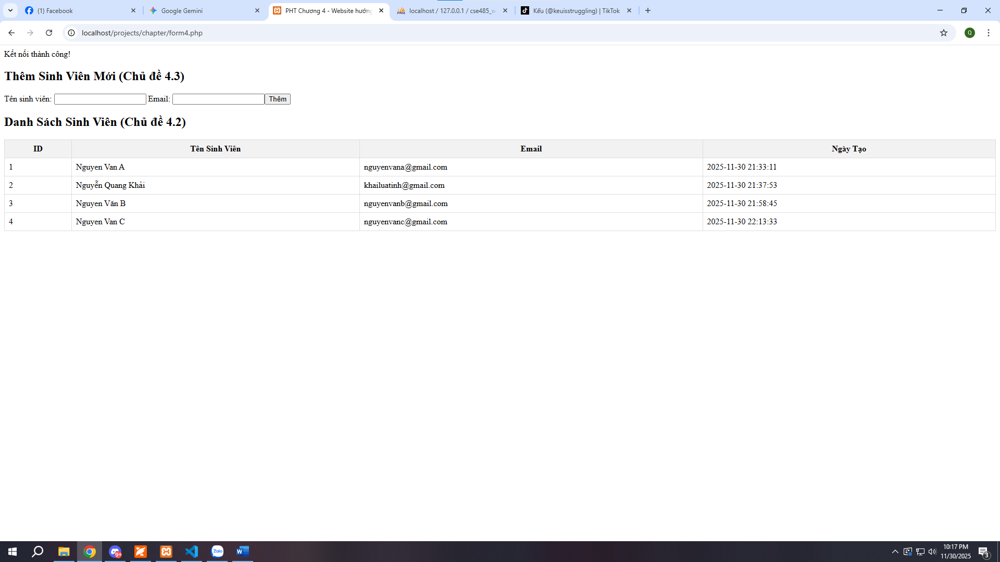 (1) Facebook
Google Gemini
PHT Chương 4 - Website hướng
localhost / 127.0.0.1 / cse485_w
Kếu (@keuisstruggling) | TikTok
localhost/projects/chapter/form4.php
Q
Kết nối thành công!
Thêm Sinh Viên Mới (Chủ đề 4.3)
Tên sinh viên: Email: Thêm
Danh Sách Sinh Viên (Chủ đề 4.2)
ID Tên Sinh Viên Email Ngày Tạo
1 Nguyen Van A nguyenvana@gmail.com 2025-11-30 21:33:11
2 Nguyễn Quang Khải khailuatinh@gmail.com 2025-11-30 21:37:53
3 Nguyen Văn B nguyenvanb@gmail.com 2025-11-30 21:58:45
4 Nguyen Van C nguyenvanc@gmail.com 2025-11-30 22:13:33
9+
Zalo
10:17 PM
11/30/2025
3